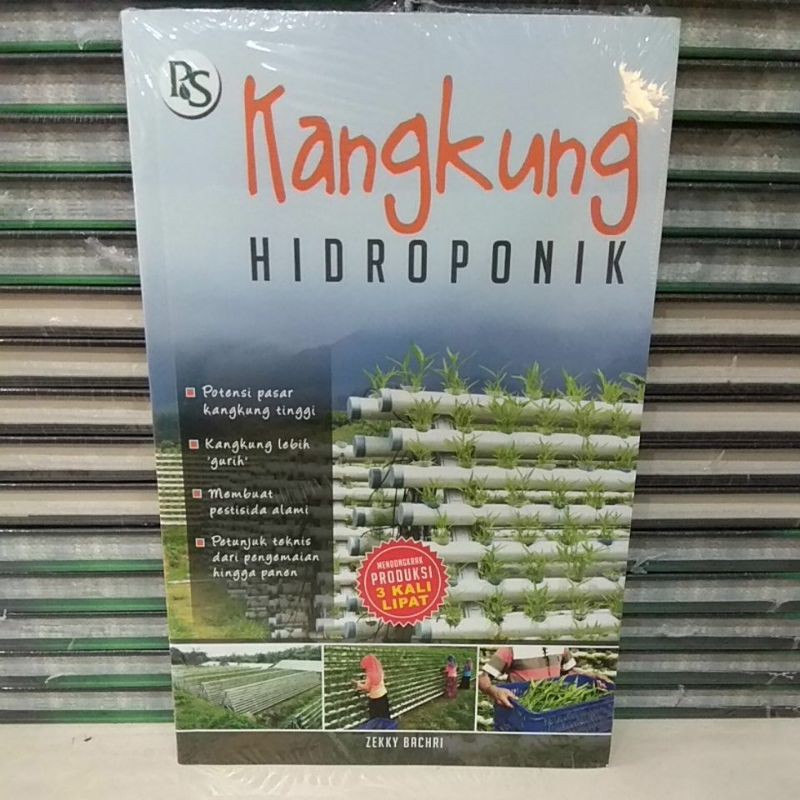 PS
Kangkung
HIDROPONIK
Potensi pasar
kangkung tinggi
Kangkung lebih
'gurih'
Membuat
pestisida alami
Petunjuk teknis
dari penyemaian
hingga panen
MENDONGKRAK
PRODUKSI
3 KALI
LIPAT
ZEKKY BACHRI